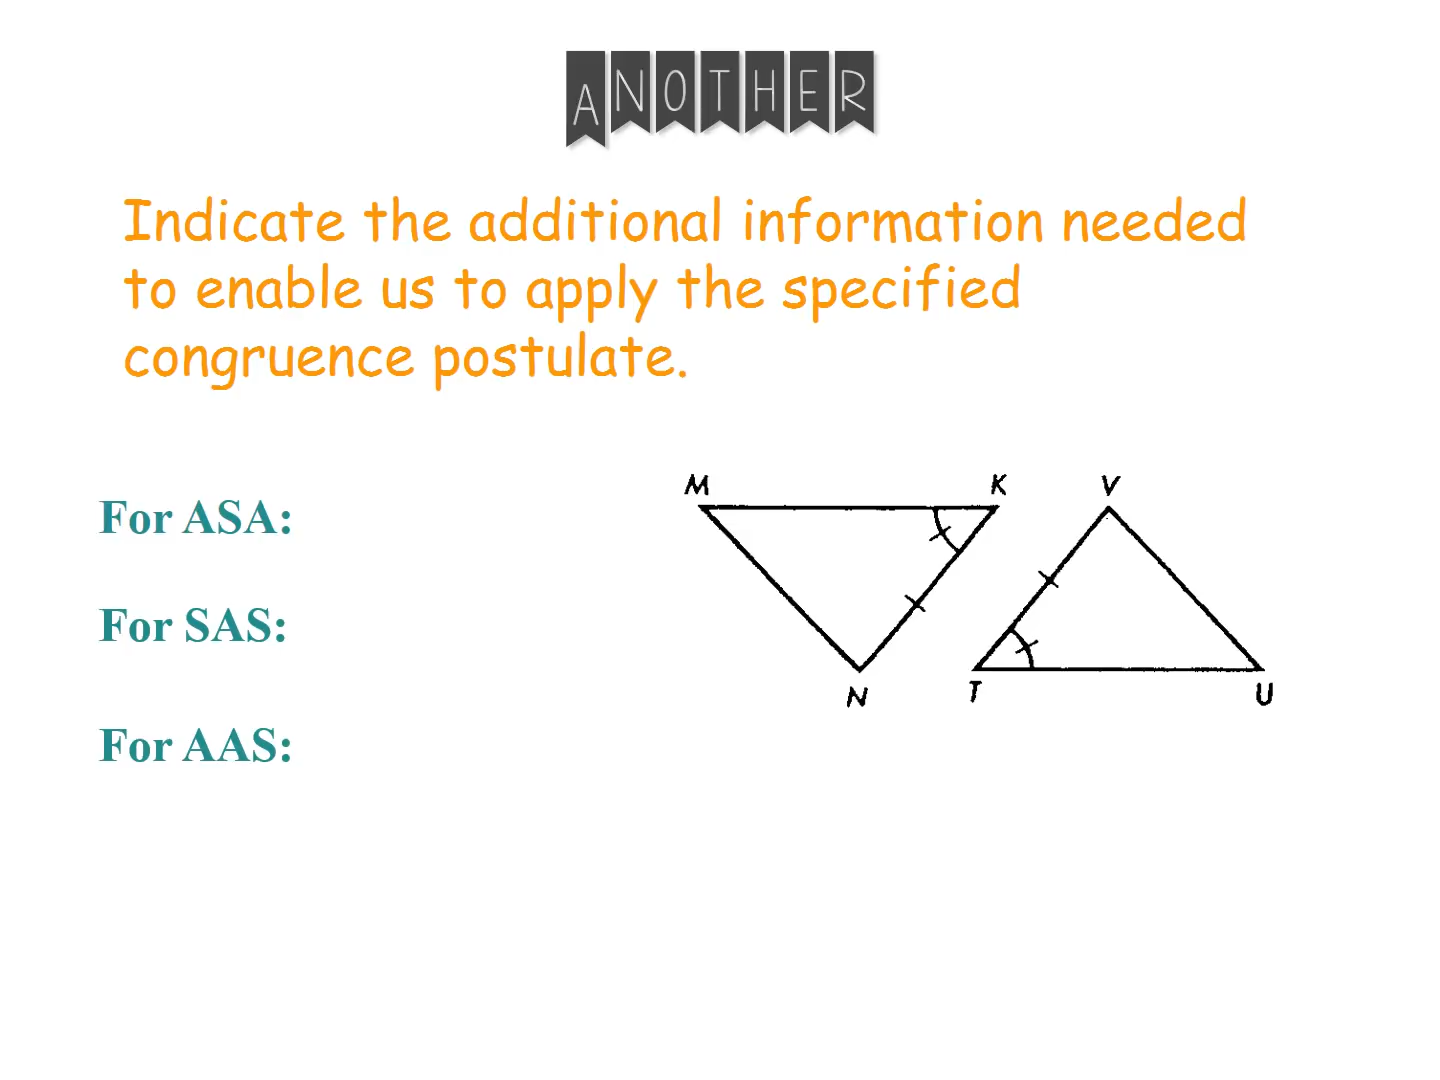 ANOTHER
Indicate the additional information needed
to enable us to apply the specified
congruence postulate.
For ASA:
For SAS:
For AAS:
M K V
N T U